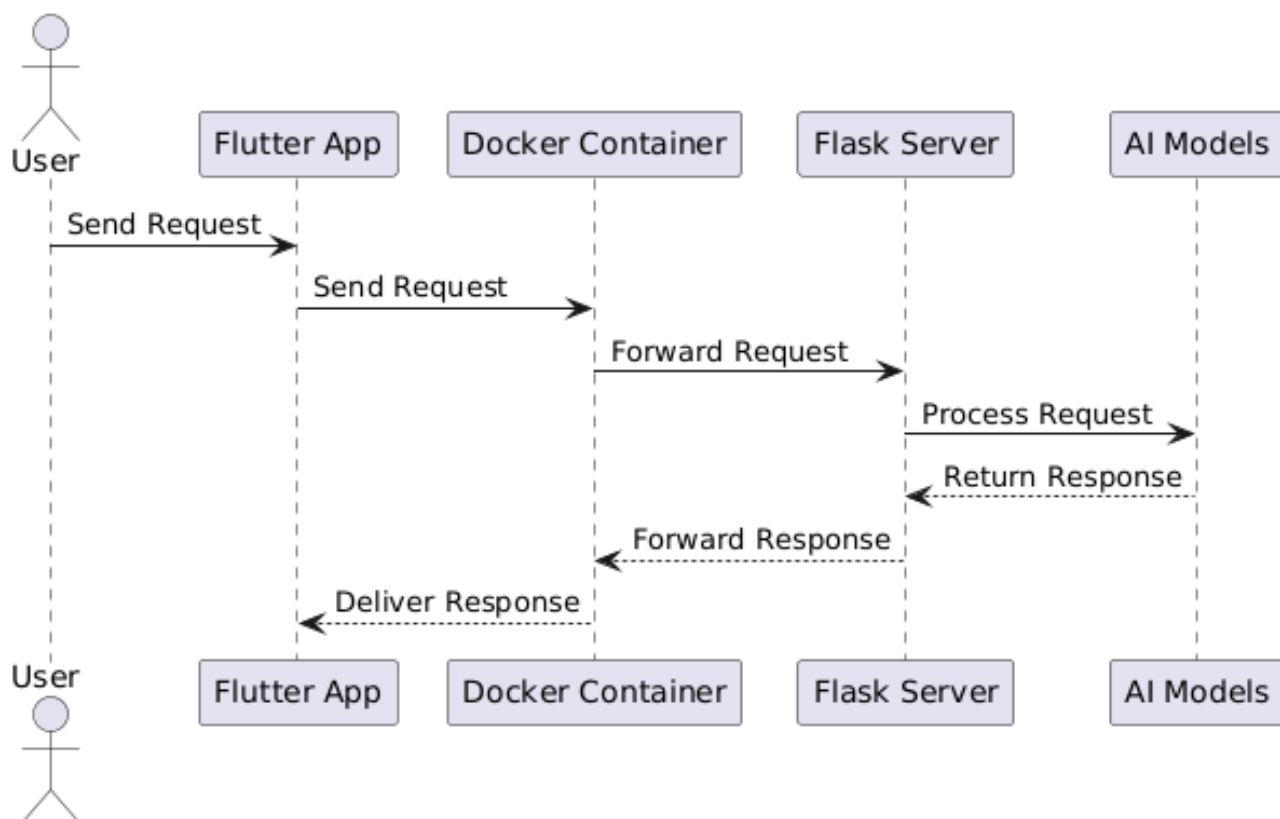 User
Flutter App
Docker Container
Flask Server
AI Models
Send Request
Send Request
Forward Request
Process Request
Return Response
Forward Response
Deliver Response
User
Flutter App
Docker Container
Flask Server
AI Models